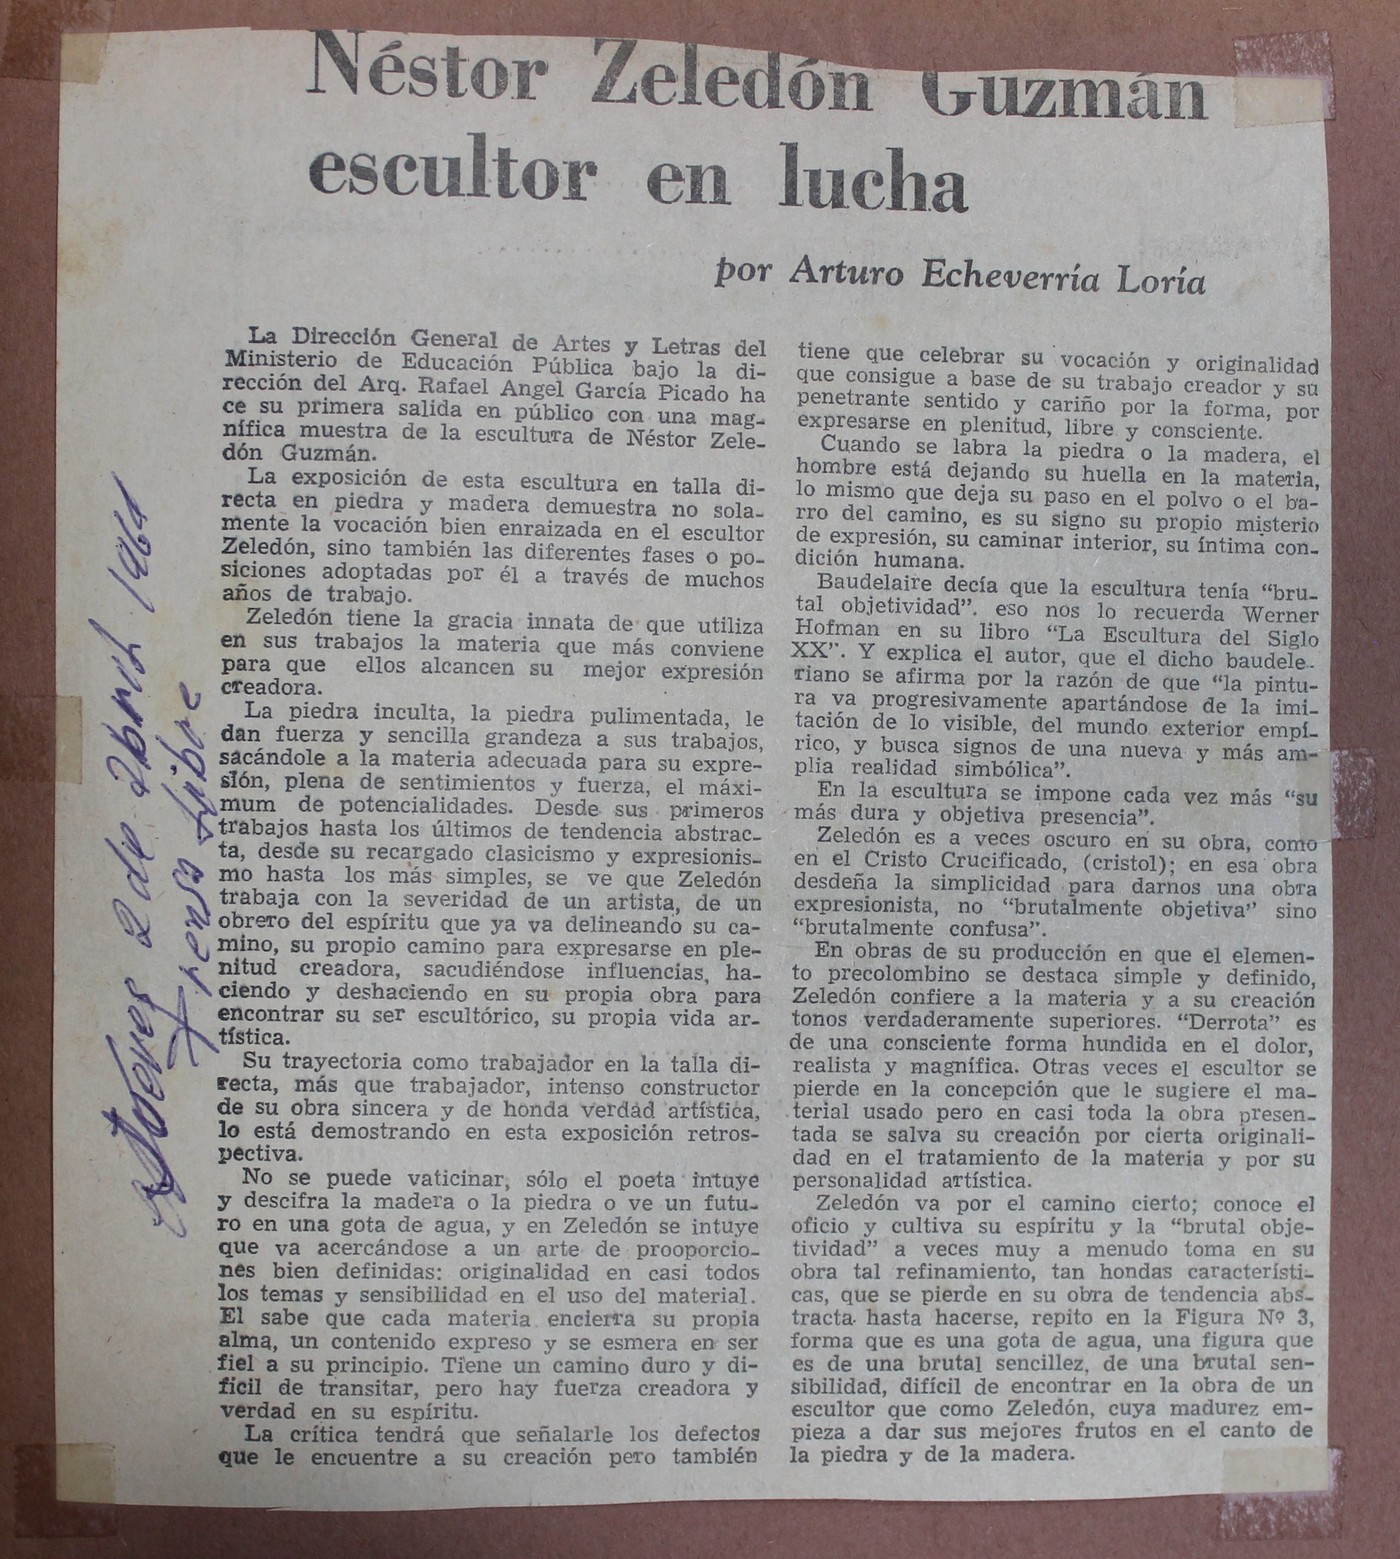 Néstor Zeledón Guzmán
escultor en lucha
por Arturo Echeverría Loría
La Dirección General de Artes y Letras del
Ministerio de Educación Pública bajo la di-
rección del Arq. Rafael Angel García Picado ha
ce su primera salida en público con una mag-
nífica muestra de la escultura de Néstor Zele-
dón Guzmán.
La exposición de esta escultura en talla di-
recta en piedra y madera demuestra no sola-
mente la vocación bien enraizada en el escultor
Zeledón, sino también las diferentes fases o po-
siciones adoptadas por él a través de muchos
años de trabajo.
Zeledón tiene la gracia innata de que utiliza
en sus trabajos la materia que más conviene
para que ellos alcancen su mejor expresión
creadora.
La piedra inculta, la piedra pulimentada, le
dan fuerza y sencilla grandeza a sus trabajos,
sacándole a la materia adecuada para su expre-
sión, plena de sentimientos y fuerza, el máxi-
mum de potencialidades. Desde sus primeros
trabajos hasta los últimos de tendencia abstrac-
ta, desde su recargado clasicismo y expresionis-
mo hasta los más simples, se ve que Zeledón
trabaja con la severidad de un artista, de un
obrero del espíritu que ya va delineando su ca-
mino, su propio camino para expresarse en ple-
nitud creadora, sacudiéndose influencias, ha-
ciendo y deshaciendo en su propia obra para
encontrar su ser escultórico, su propia vida ar-
tística.
Su trayectoria como trabajador en la talla di-
recta, más que trabajador, intenso constructor
de su obra sincera y de honda verdad artística,
lo está demostrando en esta exposición retros-
pectiva.
No se puede vaticinar, sólo el poeta intuye
y descifra la madera o la piedra o ve un futu-
ro en una gota de agua, y en Zeledón se intuye
que va acercándose a un arte de prooporcio-
nes bien definidas: originalidad en casi todos
los temas y sensibilidad en el uso del material.
El sabe que cada materia encierra su propia
alma, un contenido expreso y se esmera en ser
fiel a su principio. Tiene un camino duro y di-
ficil de transitar, pero hay fuerza creadora y
verdad en su espíritu.
La crítica tendrá que señalarle los defectos
que le encuentre a su creación pero también
tiene que celebrar su vocación y originalidad
que consigue a base de su trabajo creador y su
penetrante sentido y cariño por la forma, por
expresarse en plenitud, libre y consciente.
Cuando se labra la piedra o la madera, el
hombre está dejando su huella en la materia,
lo mismo que deja su paso en el polvo o el ba-
rro del camino, es su signo su propio misterio
de expresión, su caminar interior, su íntima con-
dición humana.
Baudelaire decía que la escultura tenía “bru-
tal objetividad”. eso nos lo recuerda Werner
Hofman en su libro “La Escultura del Siglo
XX”. Y explica el autor, que el dicho baudele-
riano se afirma por la razón de que “la pintu-
ra va progresivamente apartándose de la imi-
tación de lo visible, del mundo exterior empí-
rico, y busca signos de una nueva y más am-
plia realidad simbólica”.
En la escultura se impone cada vez más “su
más dura y objetiva presencia”.
Zeledón es a veces oscuro en su obra, como
en el Cristo Crucificado, (cristol); en esa obra
desdeña la simplicidad para darnos una obra
expresionista, no “brutalmente objetiva” sino
“brutalmente confusa”.
En obras de su producción en que el elemen-
to precolombino se destaca simple y definido,
Zeledón confiere a la materia y a su creación
tonos verdaderamente superiores. “Derrota” es
de una consciente forma hundida en el dolor,
realista y magnífica. Otras veces el escultor se
pierde en la concepción que le sugiere el ma-
terial usado pero en casi toda la obra presen-
tada se salva su creación por cierta originali-
dad en el tratamiento de la materia y por su
personalidad artística.
Zeledón va por el camino cierto; conoce el
oficio y cultiva su espíritu y la “brutal obje-
tividad” a veces muy a menudo toma en su
obra tal refinamiento, tan hondas característi-
cas, que se pierde en su obra de tendencia abs-
tracta hasta hacerse, repito en la Figura Nº 3,
forma que es una gota de agua, una figura que
es de una brutal sencillez, de una brutal sen-
sibilidad, difícil de encontrar en la obra de un
escultor que como Zeledón, cuya madurez em-
pieza a dar sus mejores frutos en el canto de
la piedra y de la madera.
2 de abril
Libre